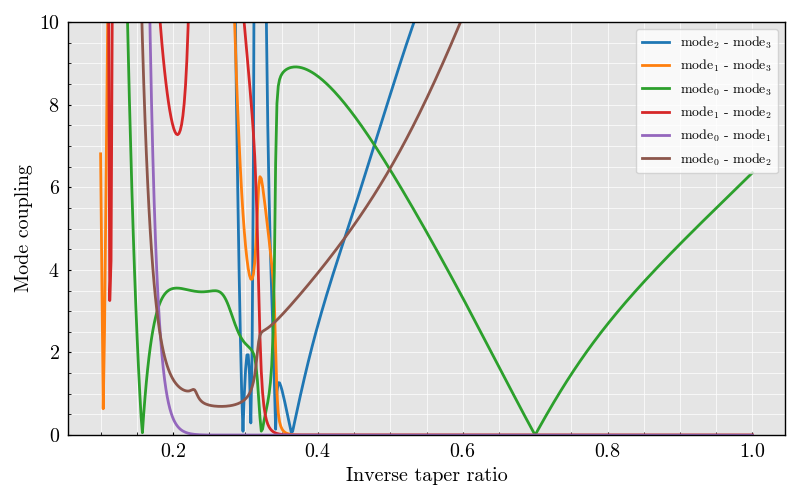 10
8
6
4
2
0
Mode coupling
0.2 0.4 0.6 0.8 1.0
Inverse taper ratio
mode₂ - mode₃
mode₁ - mode₃
mode₀ - mode₃
mode₁ - mode₂
mode₀ - mode₁
mode₀ - mode₂